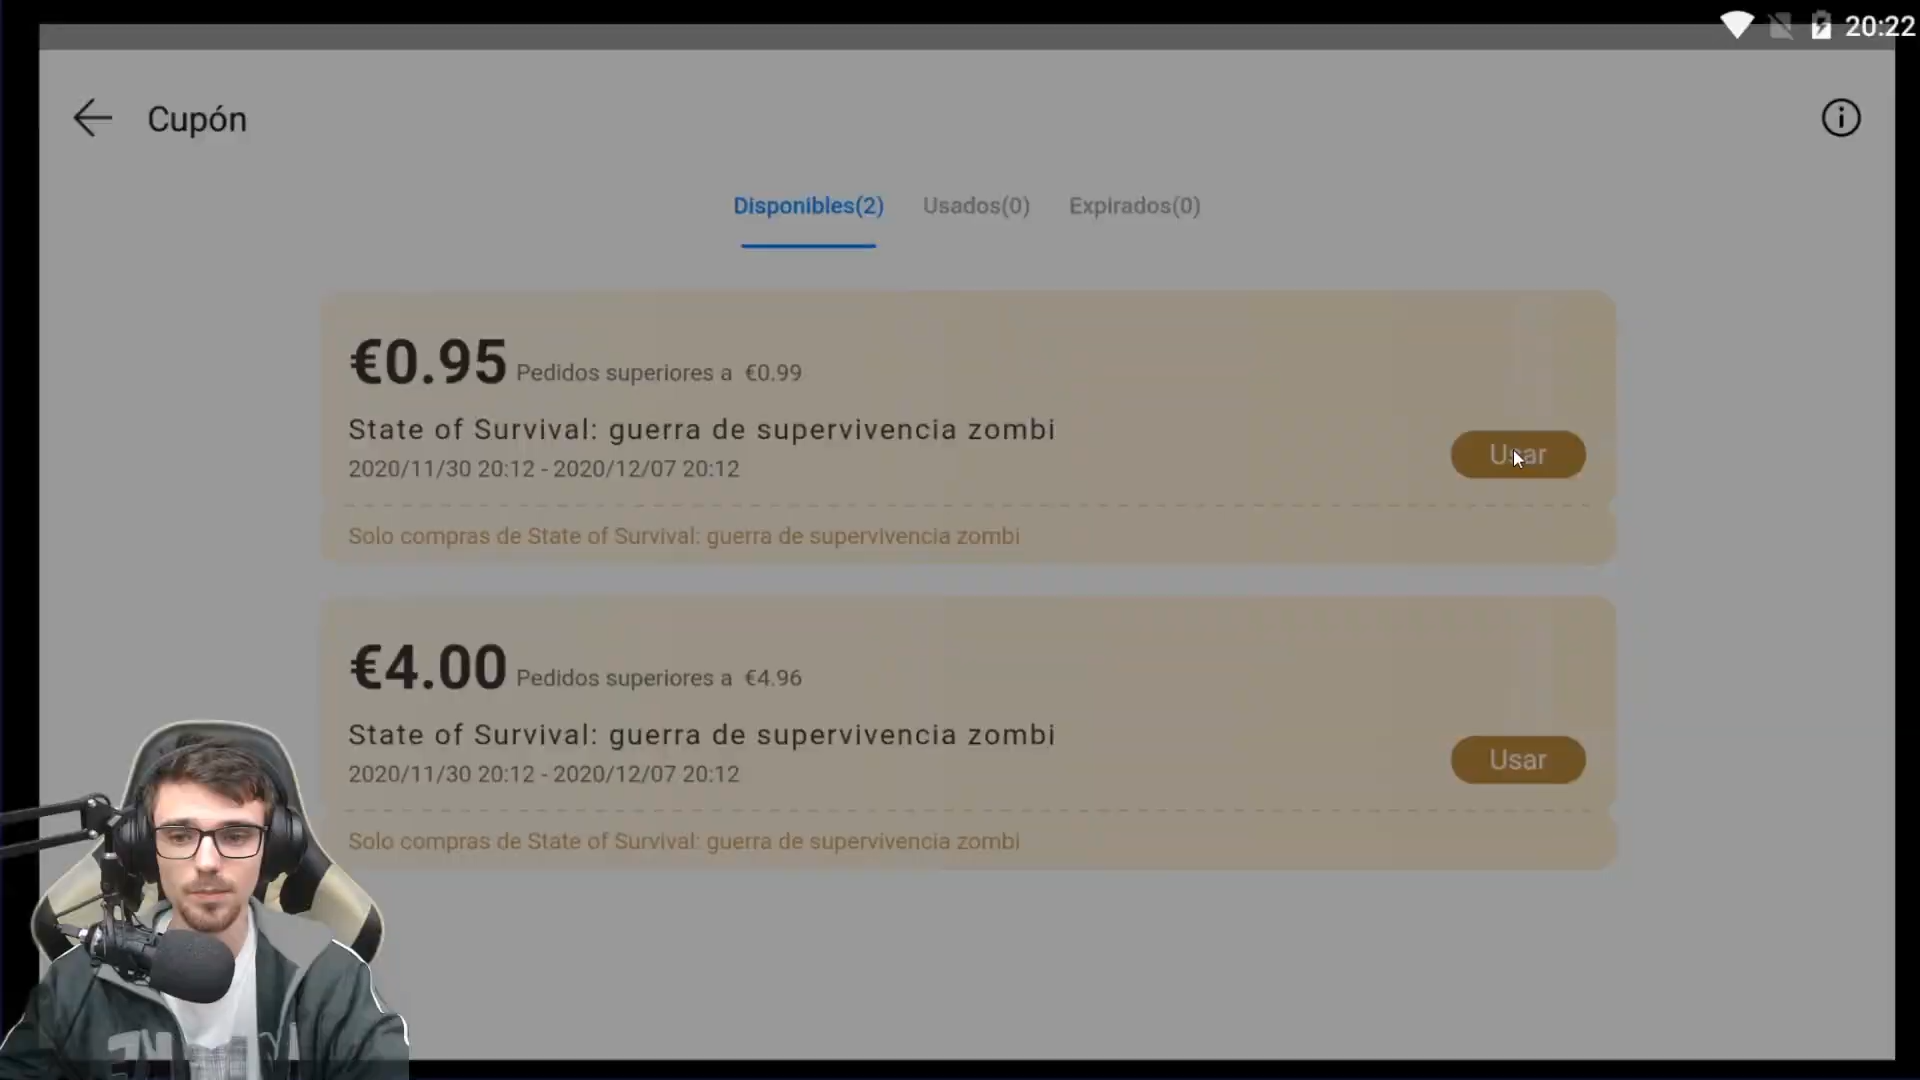 20:22
Cupón
Disponibles(2) Usados(0) Expirados(0)
€0.95 Pedidos superiores a €0.99
State of Survival: guerra de supervivencia zombi
2020/11/30 20:12 - 2020/12/07 20:12
Usar
Solo compras de State of Survival: guerra de supervivencia zombi
€4.00 Pedidos superiores a €4.96
State of Survival: guerra de supervivencia zombi
2020/11/30 20:12 - 2020/12/07 20:12
Usar
Solo compras de State of Survival: guerra de supervivencia zombi